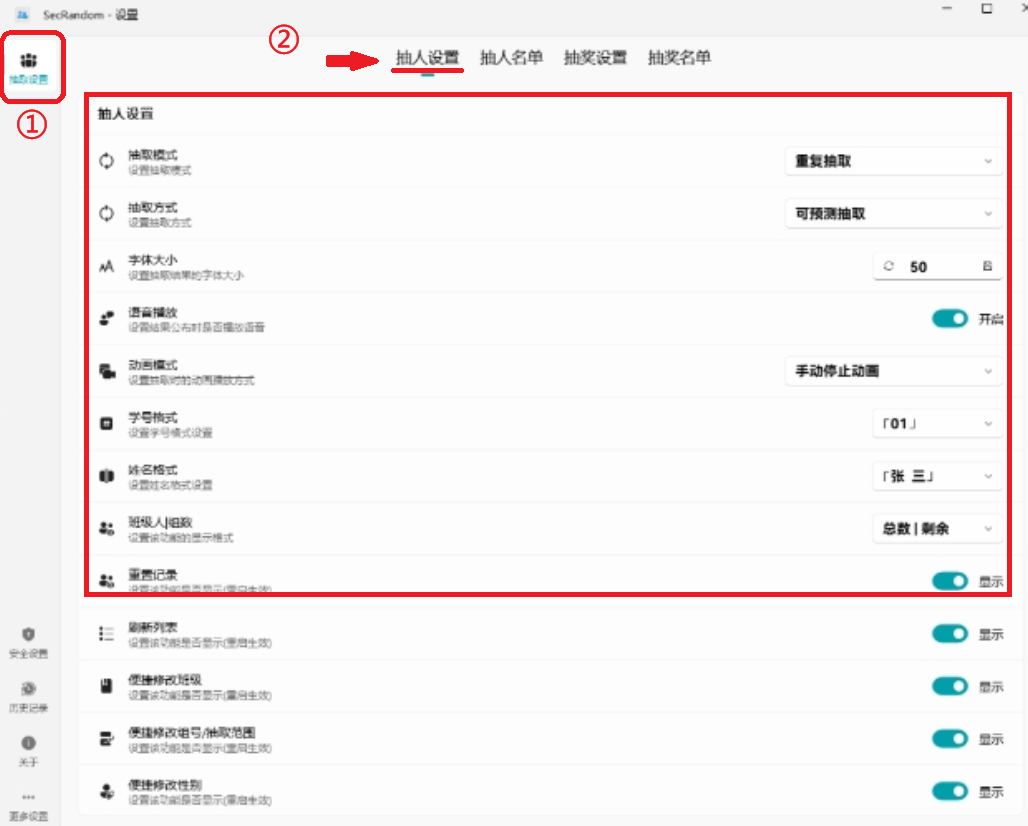 SecRandom - 设置
②
抽人设置 抽人名单 抽奖设置 抽奖名单
抽取设置
①
抽人设置
抽取模式
设置抽取模式
重复抽取
抽取方式
设置抽取方式
可预测抽取
字体大小
设置抽取结果的字体大小
50
语音播放
设置结果公布时是否播放语音
开启
动画模式
设置抽取时的动画播放方式
手动停止动画
学号格式
设置学号格式设置
「01」
姓名格式
设置姓名格式设置
「张 三」
班级人|组数
设置该功能的显示格式
总数 | 剩余
重置记录
设置该功能是否显示(重启生效)
显示
刷新列表
设置该功能是否显示(重启生效)
显示
便捷修改班级
设置该功能是否显示(重启生效)
显示
便捷修改组号/抽取范围
设置该功能是否显示(重启生效)
显示
便捷修改性别
设置该功能是否显示(重启生效)
显示
安全设置
历史记录
关于
更多设置